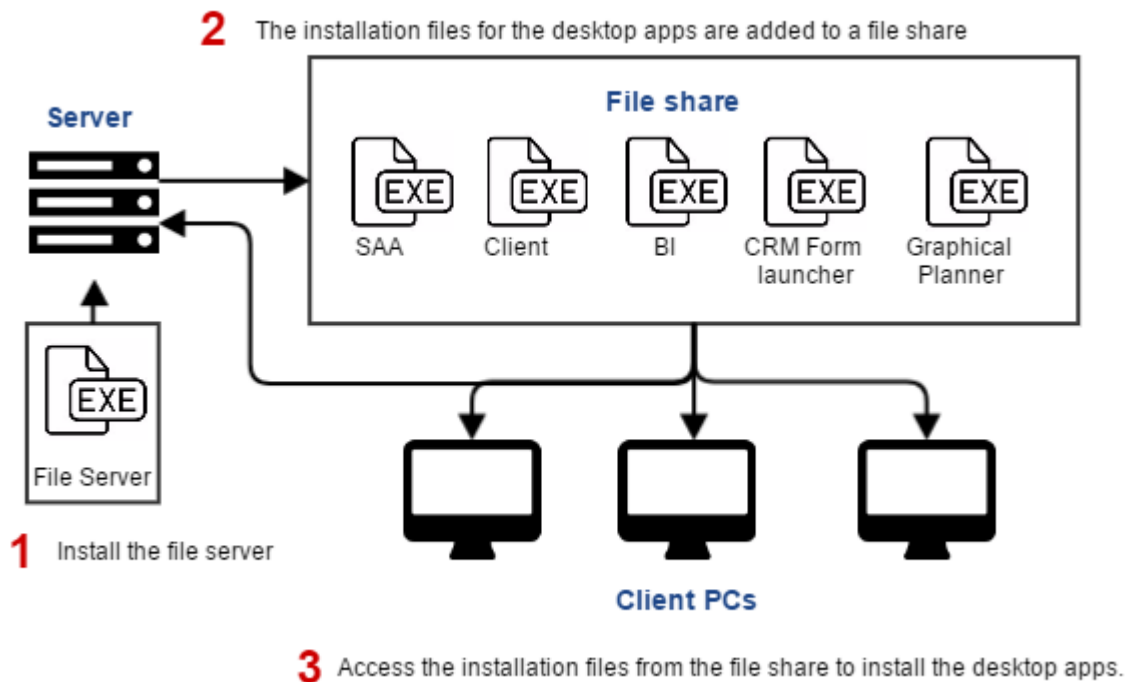 2 The installation files for the desktop apps are added to a file share
File share
Server
EXE
EXE
EXE
EXE
EXE
SAA
Client
BI
CRM Form
launcher
Graphical
Planner
EXE
File Server
1 Install the file server
Client PCs
3 Access the installation files from the file share to install the desktop apps.